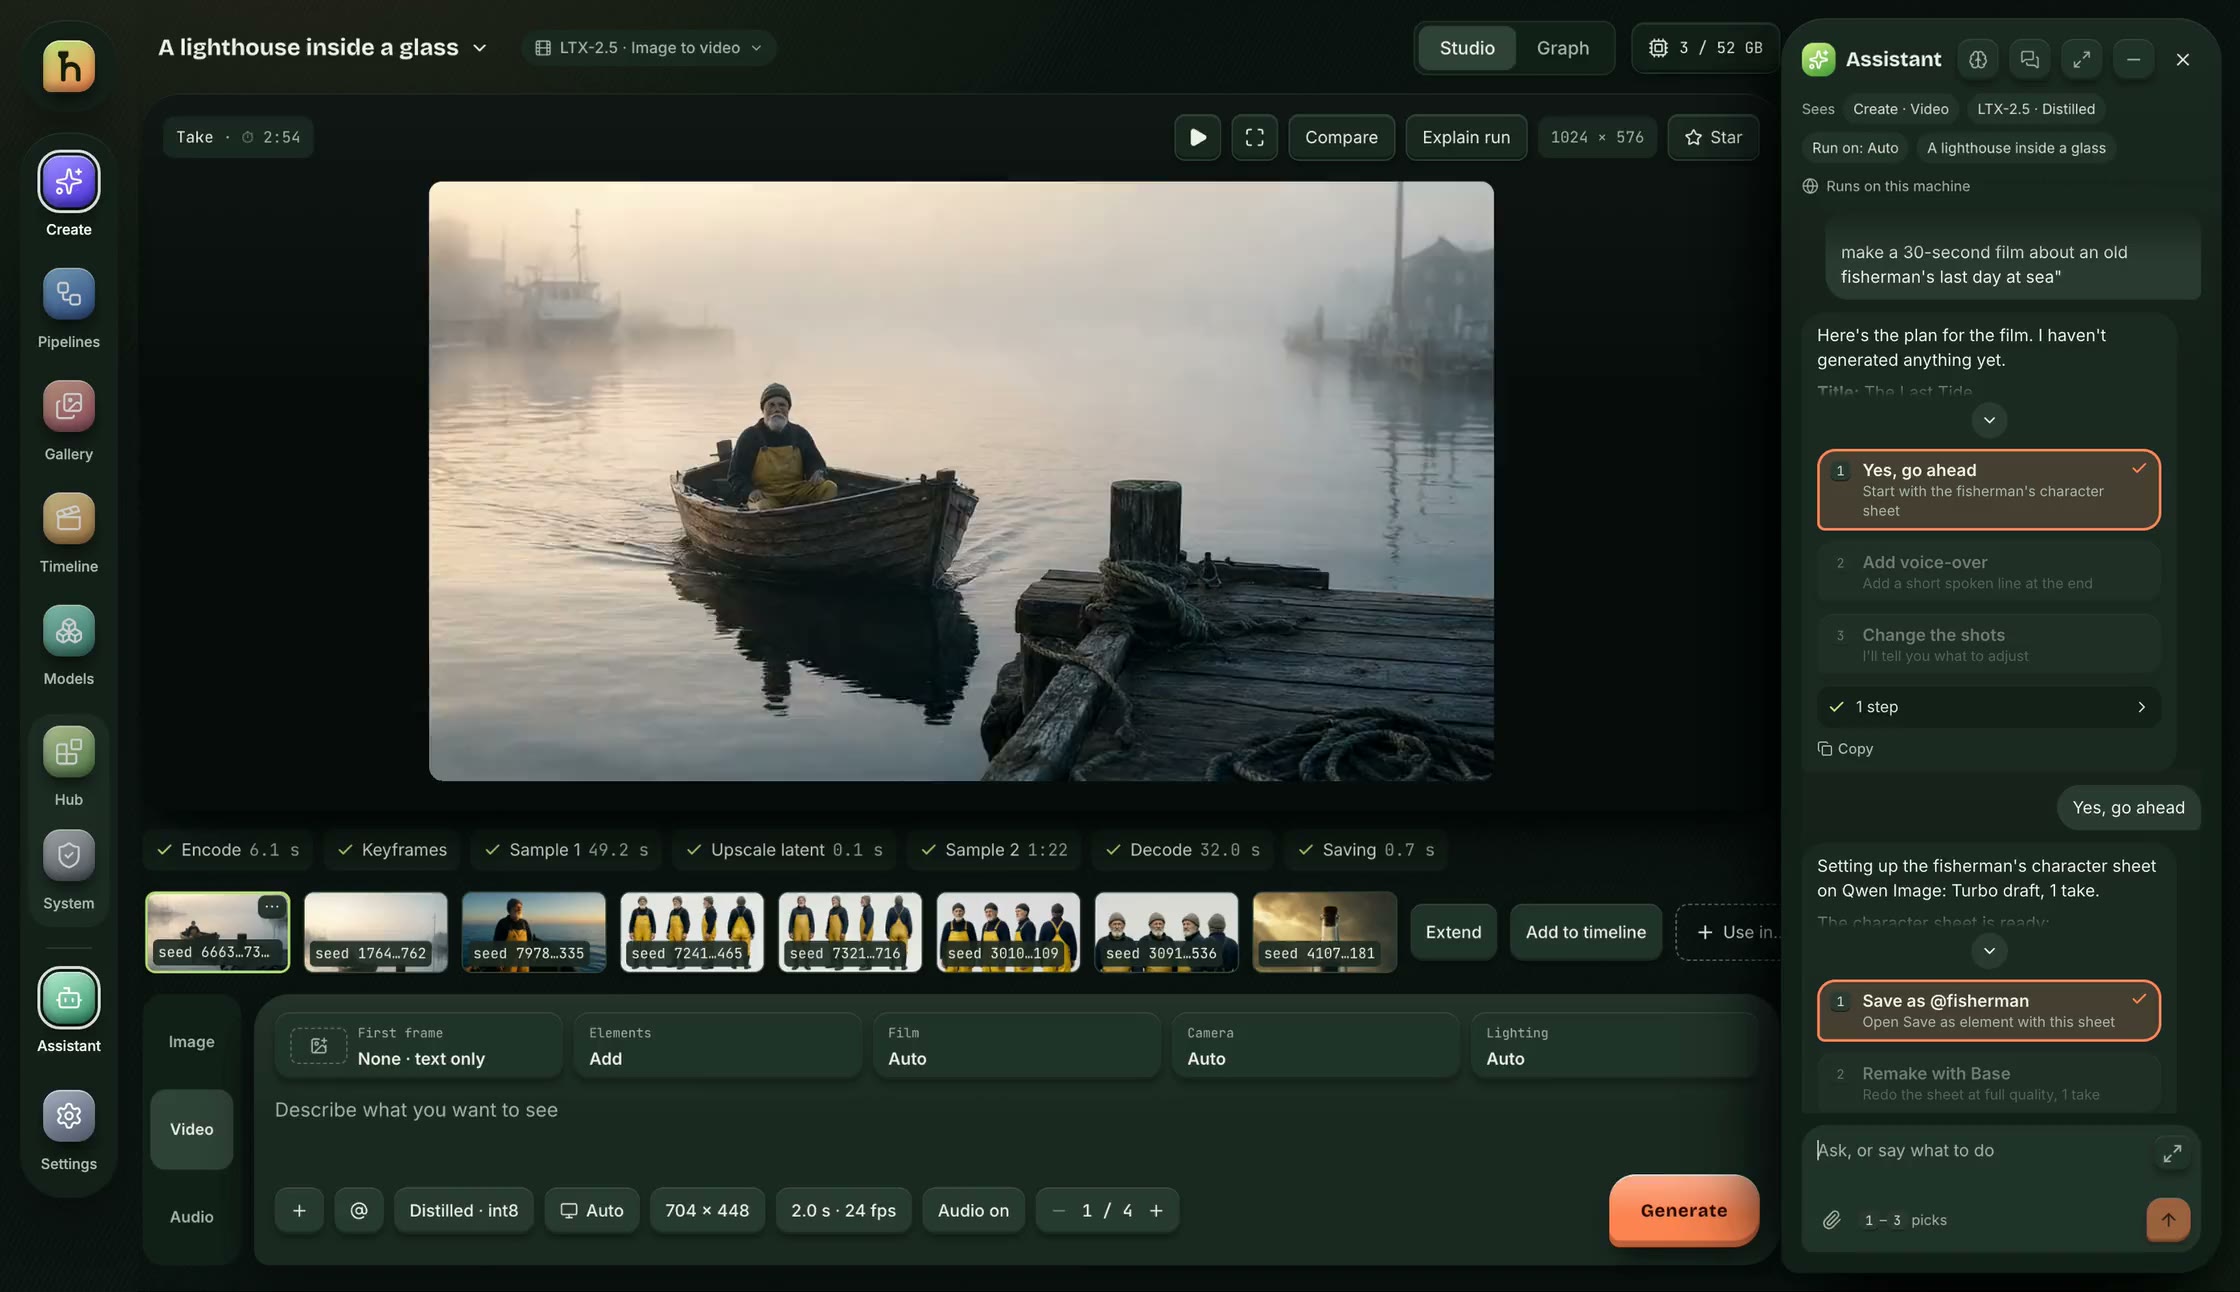 A lighthouse inside a glass
LTX-2.5 · Image to video
Studio
Graph
3 / 52 GB
Create
Pipelines
Gallery
Timeline
Models
Hub
System
Assistant
Settings
Take · 2:54
Compare
Explain run
1024 × 576
Star
Encode 6.1 s
Keyframes
Sample 1 49.2 s
Upscale latent 0.1 s
Sample 2 1:22
Decode 32.0 s
Saving 0.7 s
seed 6663…73…
seed 1764…762
seed 7978…335
seed 7241…465
seed 7321…716
seed 3010…109
seed 3091…536
seed 4107…181
Extend
Add to timeline
+ Use in…
Image
Video
Audio
First frame
None · text only
Elements
Add
Film
Auto
Camera
Auto
Lighting
Auto
Describe what you want to see
+
@
Distilled · int8
Auto
704 × 448
2.0 s · 24 fps
Audio on
− 1 / 4 +
Generate
Assistant
Sees
Create · Video
LTX-2.5 · Distilled
Run on: Auto
A lighthouse inside a glass
Runs on this machine
make a 30-second film about an old
fisherman's last day at sea"
Here's the plan for the film. I haven't
generated anything yet.
Title: The Last Tide
1 Yes, go ahead
Start with the fisherman's character
sheet
2 Add voice-over
Add a short spoken line at the end
3 Change the shots
I'll tell you what to adjust
1 step
Copy
Yes, go ahead
Setting up the fisherman's character sheet
on Qwen Image: Turbo draft, 1 take.
The character sheet is ready:
1 Save as @fisherman
Open Save as element with this sheet
2 Remake with Base
Redo the sheet at full quality, 1 take
Ask, or say what to do
1 – 3 picks